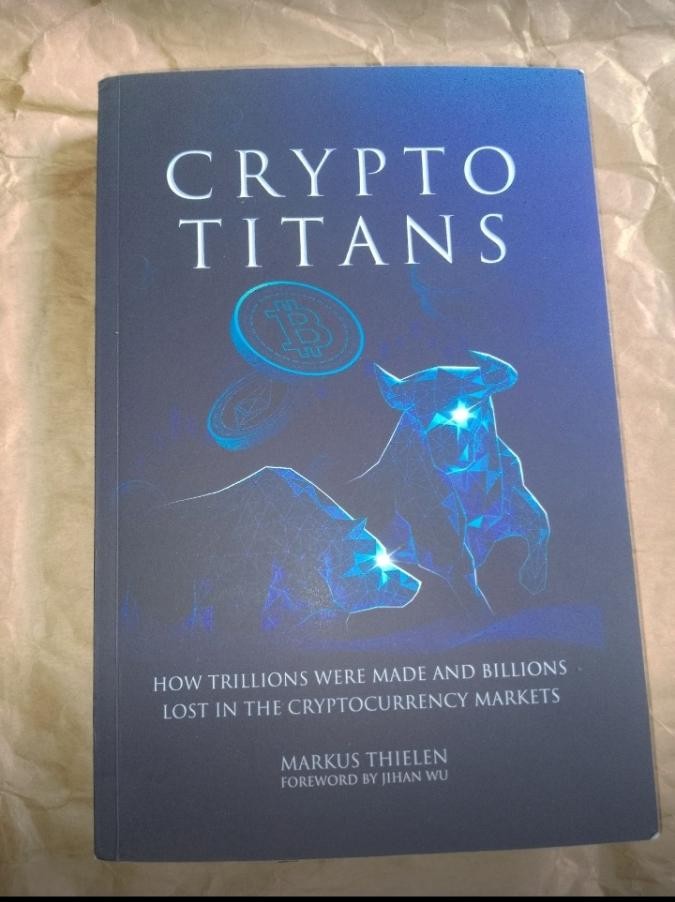 CRYPTO
TITANS
HOW TRILLIONS WERE MADE AND BILLIONS
LOST IN THE CRYPTOCURRENCY MARKETS
MARKUS THIELEN
FOREWORD BY JIHAN WU